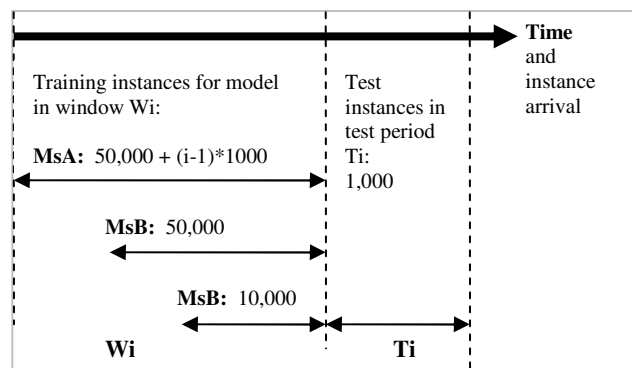 Time
and
instance
arrival
Training instances for model
in window Wi:
MsA: 50,000 + (i-1)*1000
MsB: 50,000
MsB: 10,000
Test
instances in
test period
Ti:
1,000
Wi
Ti